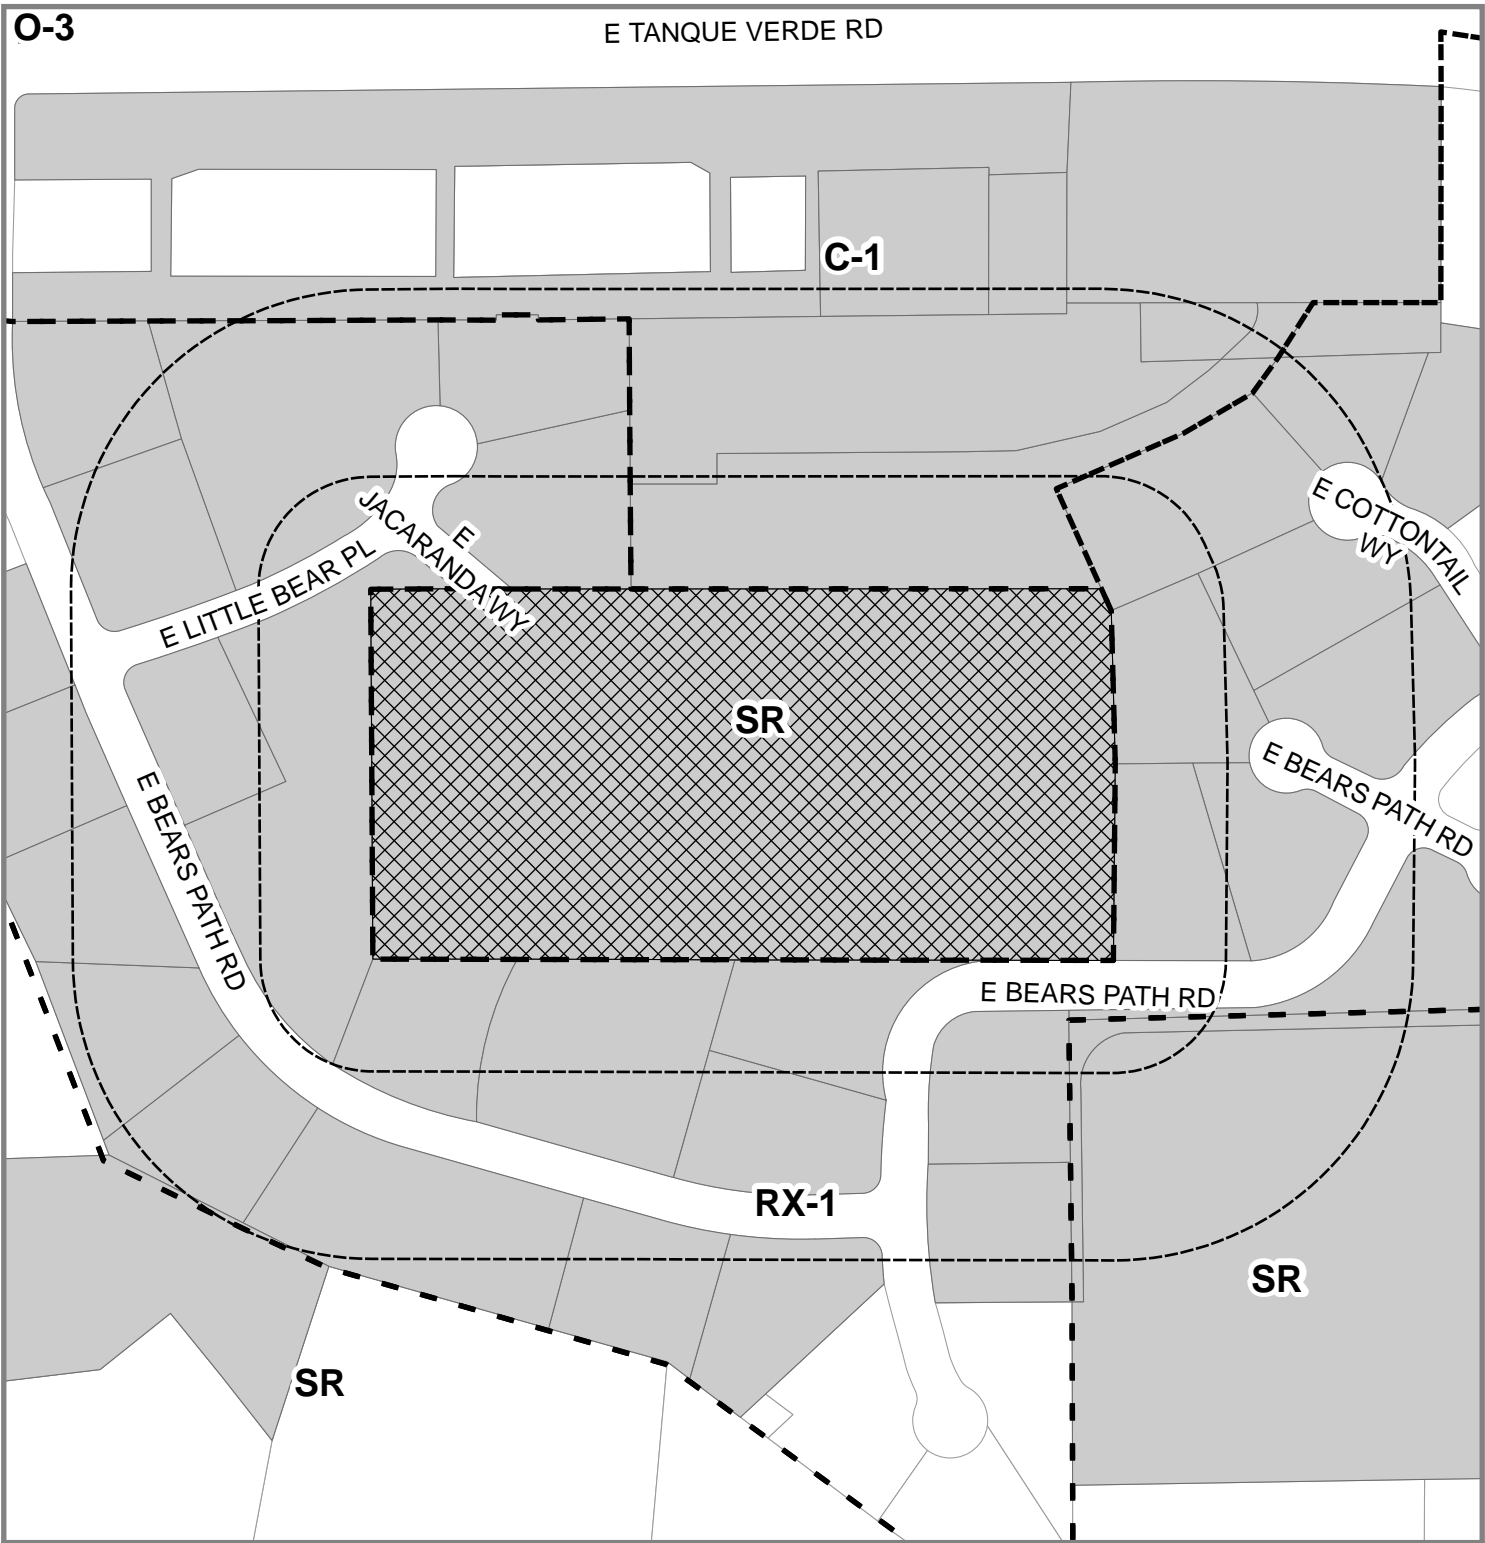 O-3
E TANQUE VERDE RD
C-1
E COTTONTAIL
WY
E
JACARANDA WY
E LITTLE BEAR PL
SR
E BEARS PATH RD
E BEARS PATH RD
E BEARS PATH RD
RX-1
SR
SR